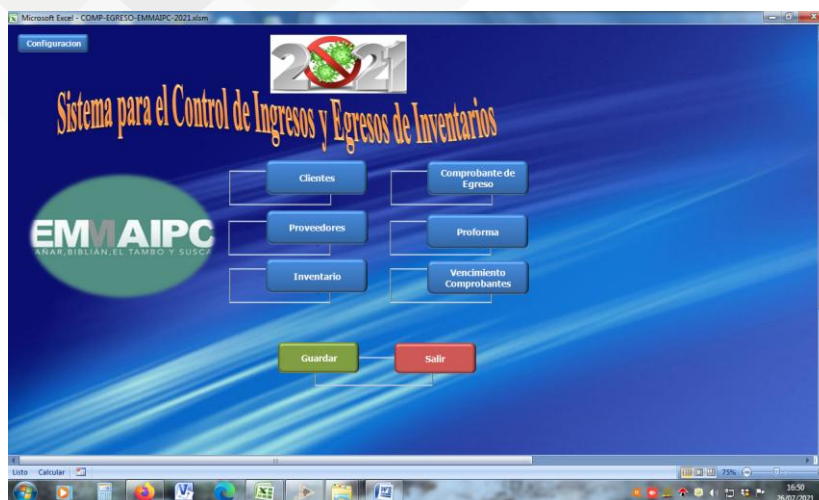 Microsoft Excel - COMP-EGRESO-EMMAIPC-2021.xlsm
Configuracion
2021
Sistema para el Control de Ingresos y Egresos de Inventarios
Clientes
Comprobante de
Egreso
EMMAIPC
AÑAR,BIBLIÁN,EL TAMBO Y SUSCA
Proveedores
Proforma
Inventario
Vencimiento
Comprobantes
Guardar
Salir
Listo Calcular
75%
16:50
26/07/2021